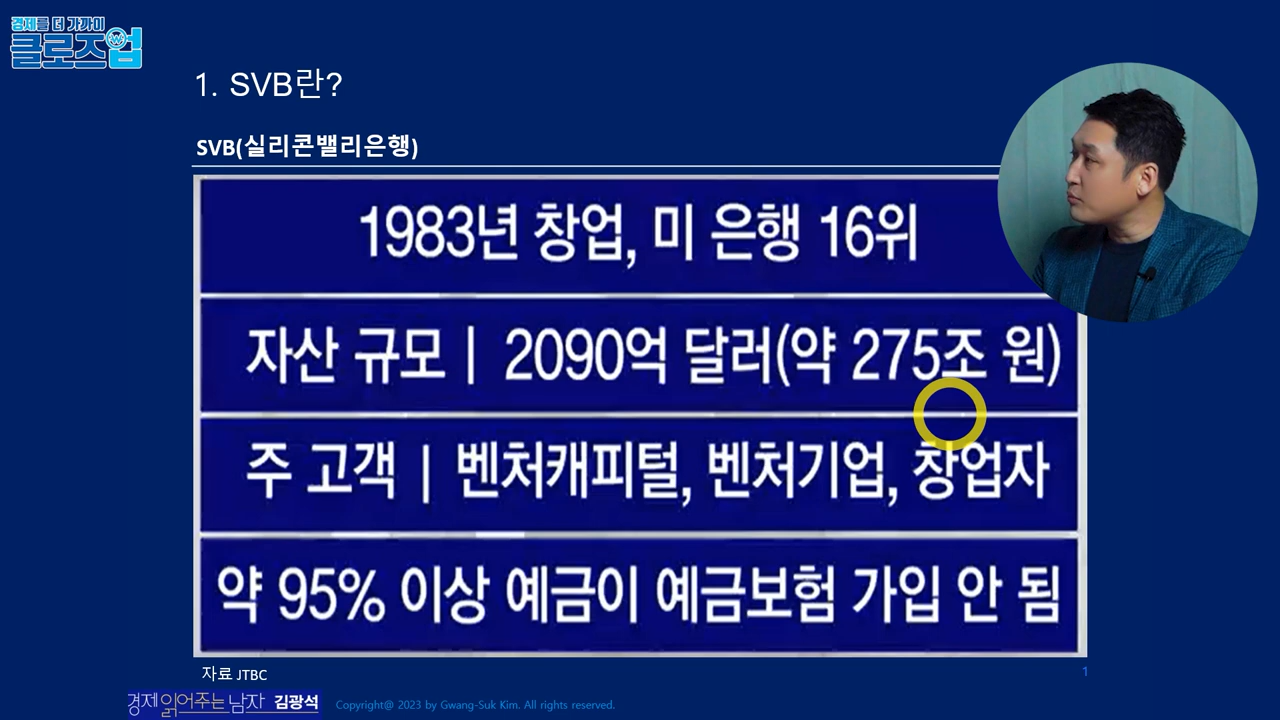 경제를 더 가까이
클로즈업
1. SVB란?
SVB(실리콘밸리은행)
1983년 창업, 미 은행 16위
자산 규모 | 2090억 달러(약 275조 원)
주 고객 | 벤처캐피털, 벤처기업, 창업자
약 95% 이상 예금이 예금보험 가입 안 됨
자료 JTBC
1
경제 읽어주는 남자 김광석
Copyright@ 2023 by Gwang-Suk Kim. All rights reserved.